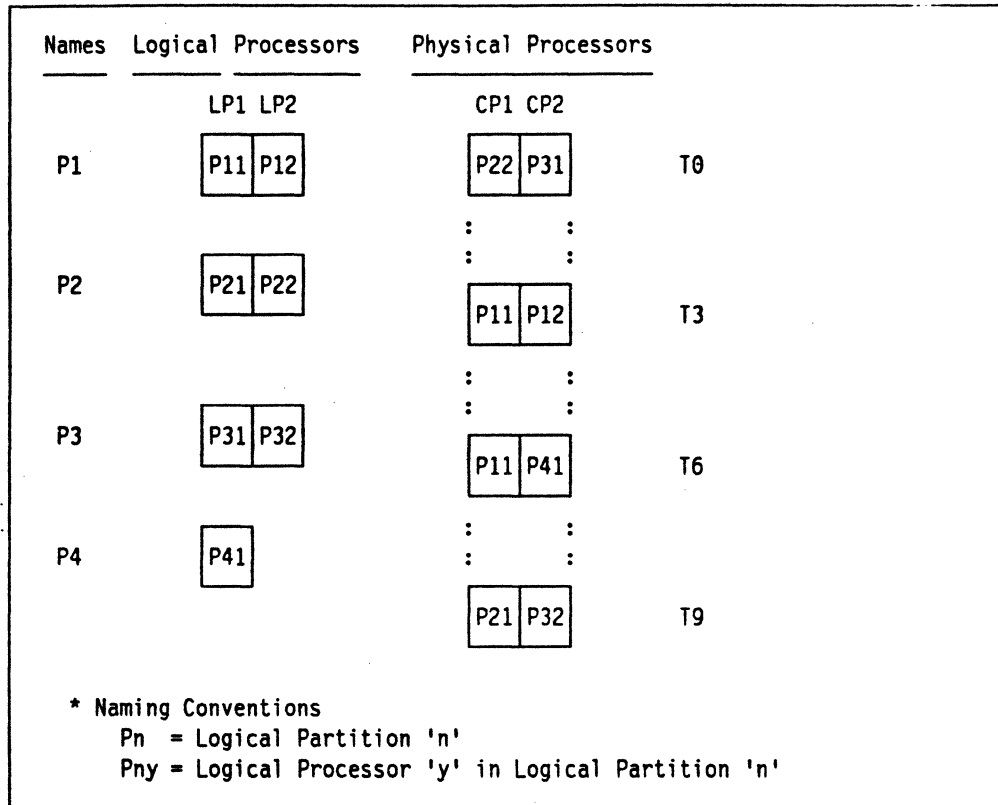 Names Logical Processors Physical Processors
LP1 LP2 CP1 CP2
P1 P11 P12 P22 P31 T0
: :
: :
P2 P21 P22
P11 P12 T3
: :
: :
P3 P31 P32
P11 P41 T6
: :
P4 P41 : :
P21 P32 T9
* Naming Conventions
Pn = Logical Partition 'n'
Pny = Logical Processor 'y' in Logical Partition 'n'